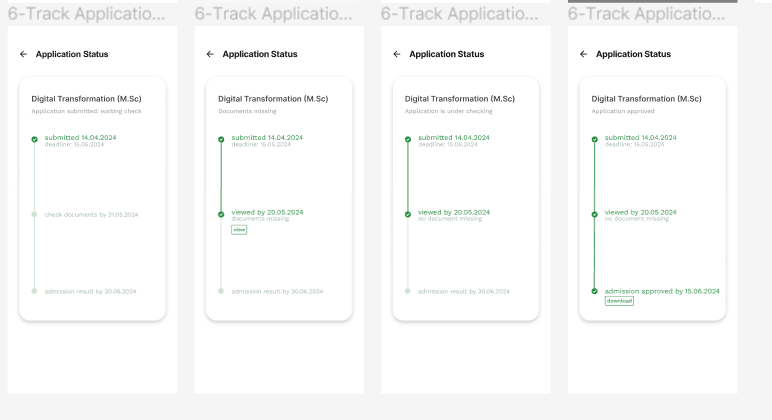 6-Track Applicatio...
← Application Status
Digital Transformation (M.Sc)
Application submitted; waiting check
submitted 14.04.2024
deadline: 15.05.2024
check documents by 31.05.2024
admission result by 30.06.2024
6-Track Applicatio...
← Application Status
Digital Transformation (M.Sc)
Documents missing
submitted 14.04.2024
deadline: 15.05.2024
viewed by 20.05.2024
documents missing
view
admission result by 30.06.2024
6-Track Applicatio...
← Application Status
Digital Transformation (M.Sc)
Application is under checking
submitted 14.04.2024
deadline: 15.05.2024
viewed by 20.05.2024
no document missing
admission result by 30.06.2024
6-Track Applicatio...
← Application Status
Digital Transformation (M.Sc)
Application approved
submitted 14.04.2024
deadline: 15.05.2024
viewed by 20.05.2024
no document missing
admission approved by 15.06.2024
download